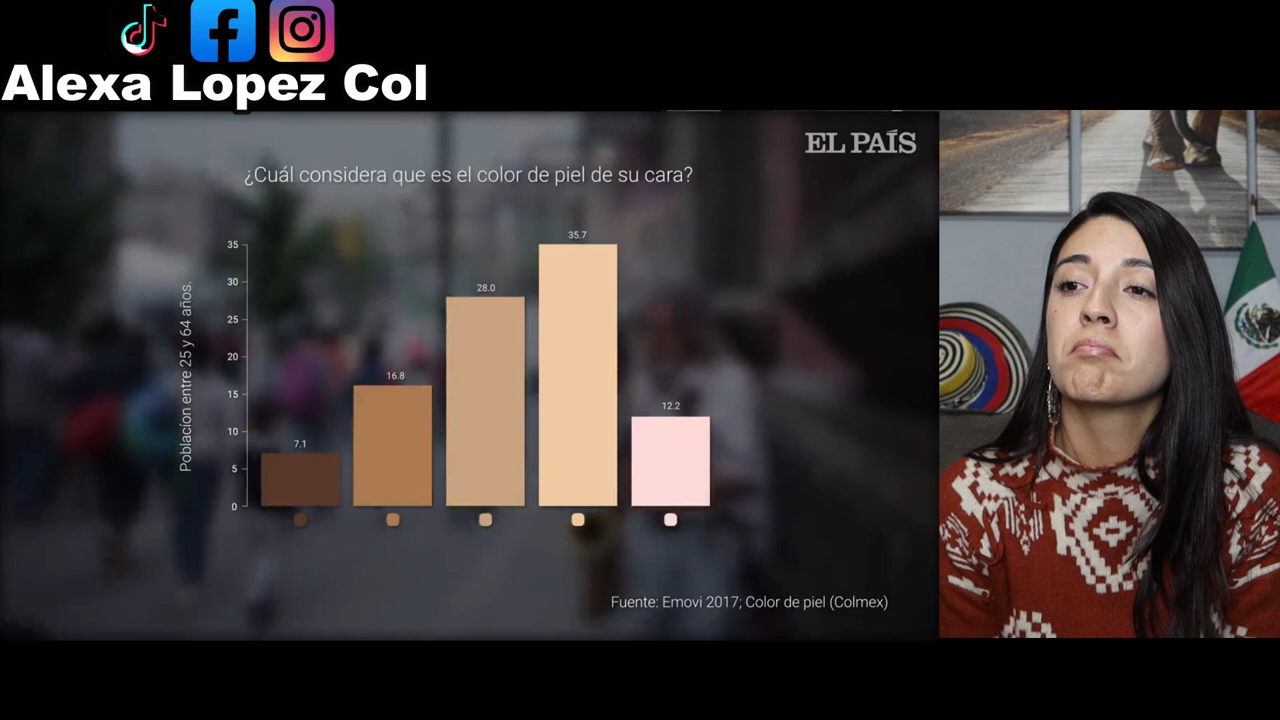 Alexa Lopez Col
EL PAÍS
¿Cuál considera que es el color de piel de su cara?
Poblacíon entre 25 y 64 años.
35
30
25
20
15
10
5
0
7.1
16.8
28.0
35.7
12.2
Fuente: Emovi 2017; Color de piel (Colmex)